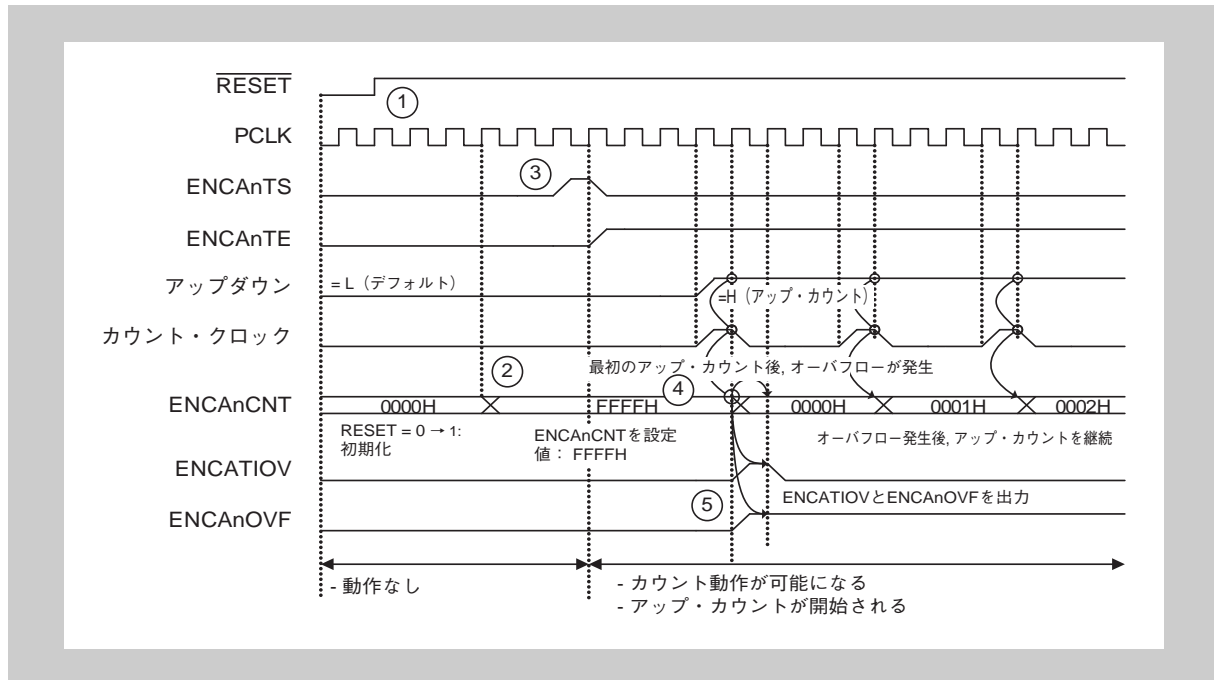 RESET
①
PCLK
③
ENCAnTS
ENCAnTE
アップダウン
= L（デフォルト）
=H（アップ・カウント）
カウント・クロック
②
最初のアップ・カウント後, オーバフローが発生
④
ENCAnCNT
0000H
FFFFH
0000H
0001H
0002H
RESET = 0 → 1:
初期化
ENCAnCNTを設定
値： FFFFH
オーバフロー発生後, アップ・カウントを継続
ENCATIOV
⑤
ENCATIOVとENCAnOVFを出力
ENCAnOVF
- 動作なし
- カウント動作が可能になる
- アップ・カウントが開始される